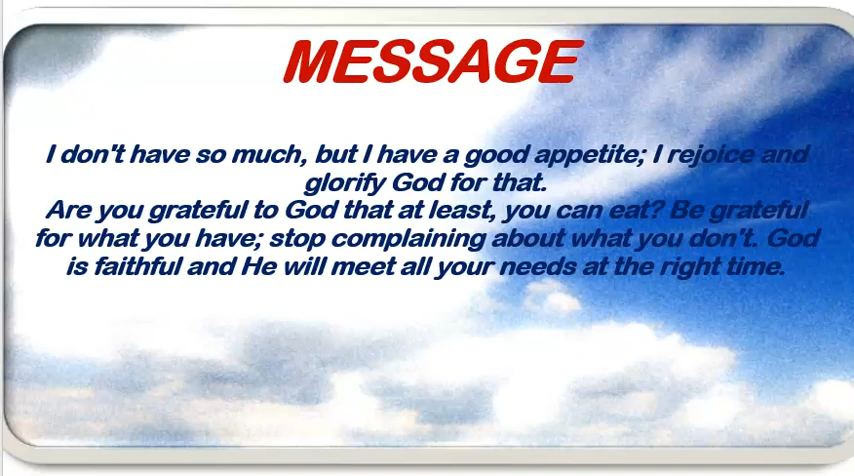 MESSAGE
I don't have so much, but I have a good appetite; I rejoice and
glorify God for that.
Are you grateful to God that at least, you can eat? Be grateful
for what you have; stop complaining about what you don't. God
is faithful and He will meet all your needs at the right time.